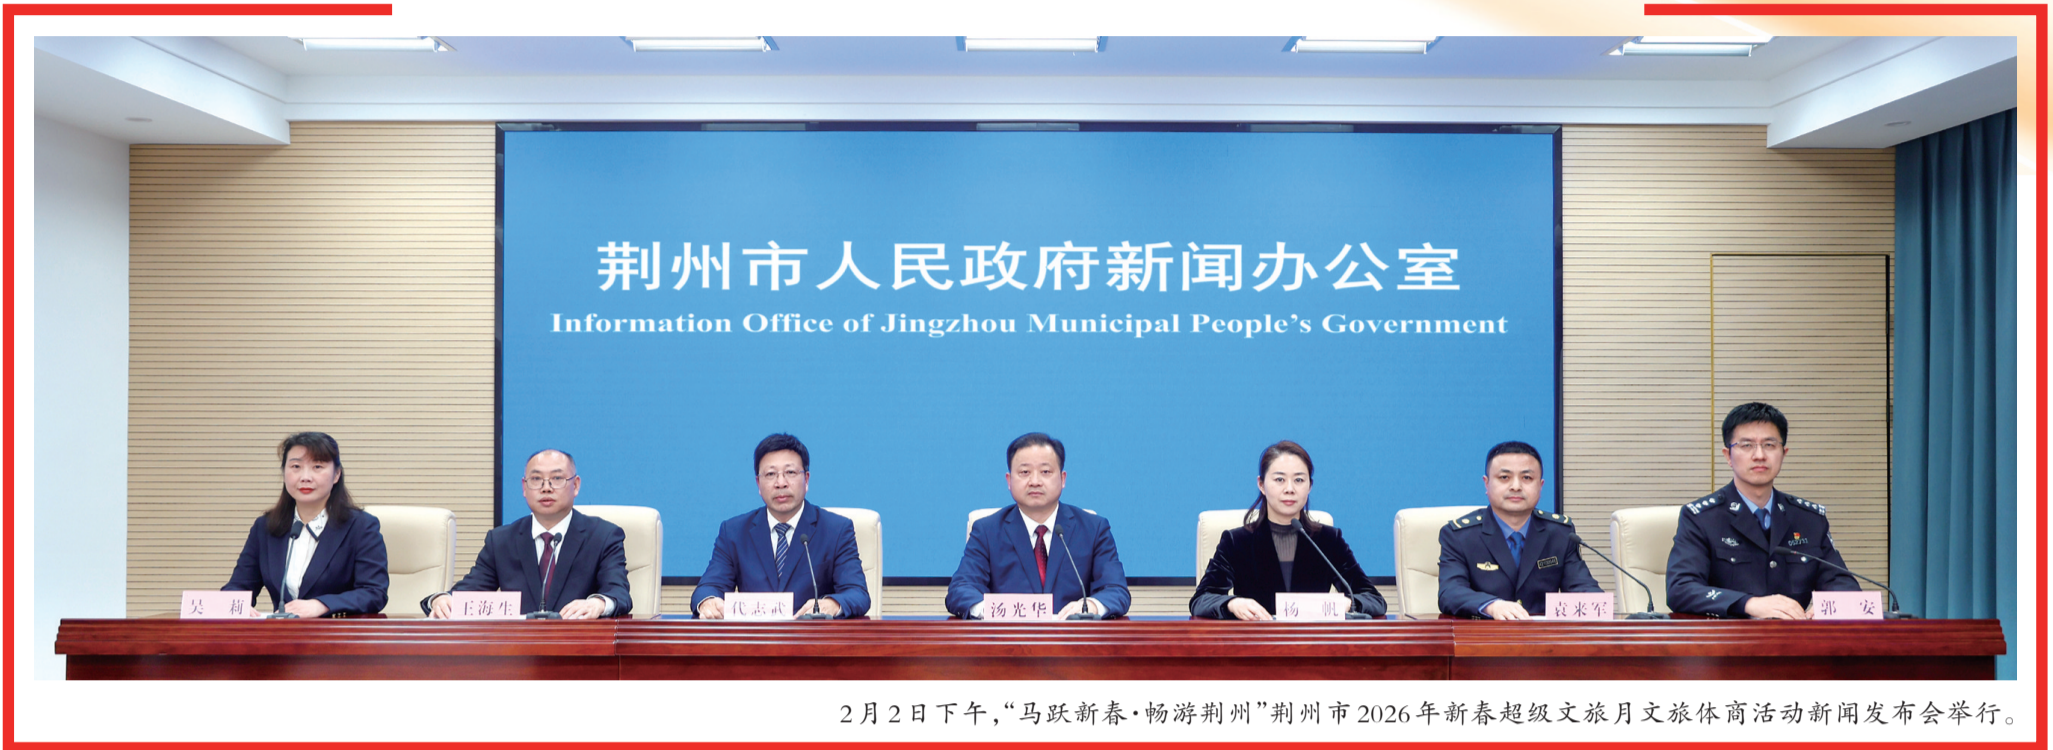 荆州市人民政府新闻办公室
Information Office of Jingzhou Municipal People's Government
吴 莉
王海生
代志武
汤光华
杨 帆
袁来军
郭 安
2月2日下午，“马跃新春·畅游荆州”荆州市2026年新春超级文旅月文旅体商活动新闻发布会举行。